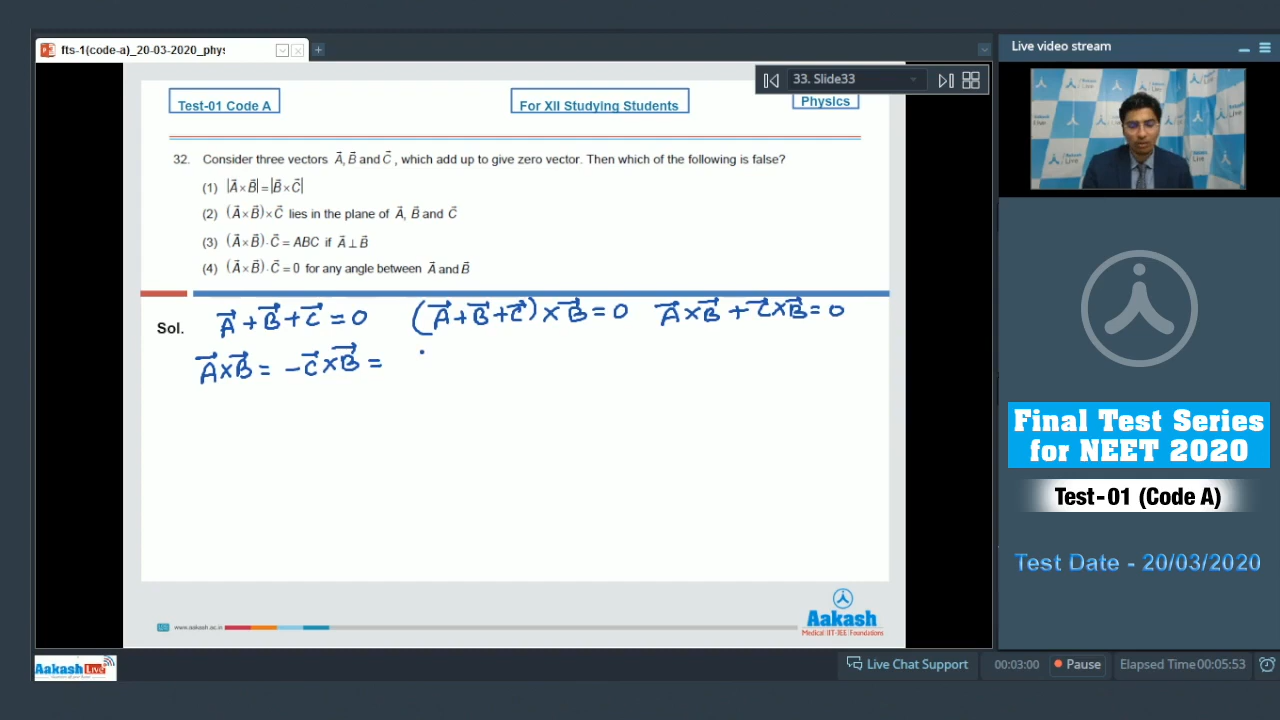 fts-1(code-a)_20-03-2020_phys
Live video stream
33. Slide33
Test-01 Code A
For XII Studying Students
Physics
32. Consider three vectors A⃗, B⃗ and C⃗, which add up to give zero vector. Then which of the following is false?
(1) |A⃗ × B⃗| = |B⃗ × C⃗|
(2) (A⃗ × B⃗) × C⃗ lies in the plane of A⃗, B⃗ and C⃗
(3) (A⃗ × B⃗) . C⃗ = ABC if A⃗ ⊥ B⃗
(4) (A⃗ × B⃗) . C⃗ = 0 for any angle between A⃗ and B⃗
Sol. A⃗ + B⃗ + C⃗ = 0 (A⃗ + B⃗ + C⃗) × B⃗ = 0 A⃗ × B⃗ + C⃗ × B⃗ = 0
A⃗ × B⃗ = −C⃗ × B⃗ =
www.aakash.ac.in
Aakash
Medical|IIT-JEE|Foundations
Final Test Series
for NEET 2020
Test-01 (Code A)
Test Date - 20/03/2020
Aakash Live
Live Chat Support
00:03:00
Pause
Elapsed Time 00:05:53